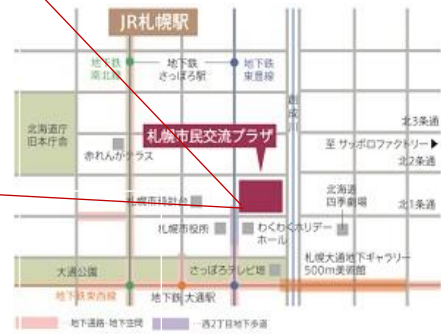 JR札幌駅
地下鉄
南北線
地下鉄
さっぽろ駅
地下鉄
東豊線
創成川
北海道庁
旧本庁舎
赤れんがテラス
札幌市民交流プラザ
北3条通
至 サッポロファクトリー▶
北2条通
札幌市時計台
北海道
四季劇場
北1条通
札幌市役所
わくわくホリデー
ホール
大通公園
さっぽろテレビ塔
札幌大通地下ギャラリー
500m美術館
地下鉄東西線
地下鉄 大通駅
地下通路・地下空間
西2丁目地下歩道